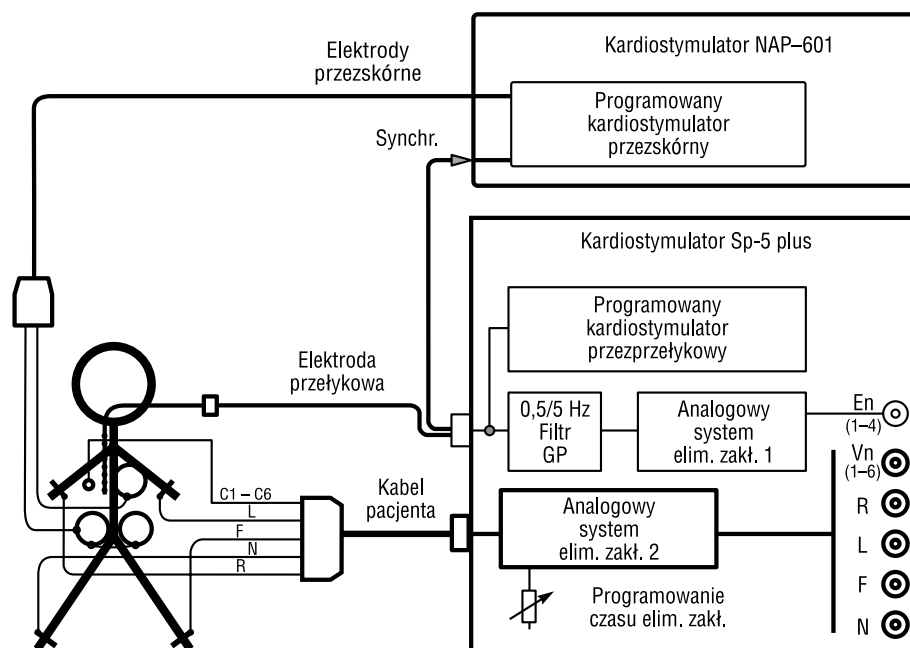 Elektrody
przezskórne
Kardiostymulator NAP–601
Programowany
kardiostymulator
przezskórny
Synchr.
Kardiostymulator Sp-5 plus
Programowany
kardiostymulator
przezprzełykowy
Elektroda
przełykowa
0,5/5 Hz
Filtr
GP
Analogowy
system
elim. zakł. 1
En
(1–4)
Vn
(1–6)
R
L
F
N
C1 – C6
L
F
N
R
Kabel
pacjenta
Analogowy
system
elim. zakł. 2
Programowanie
czasu elim. zakł.